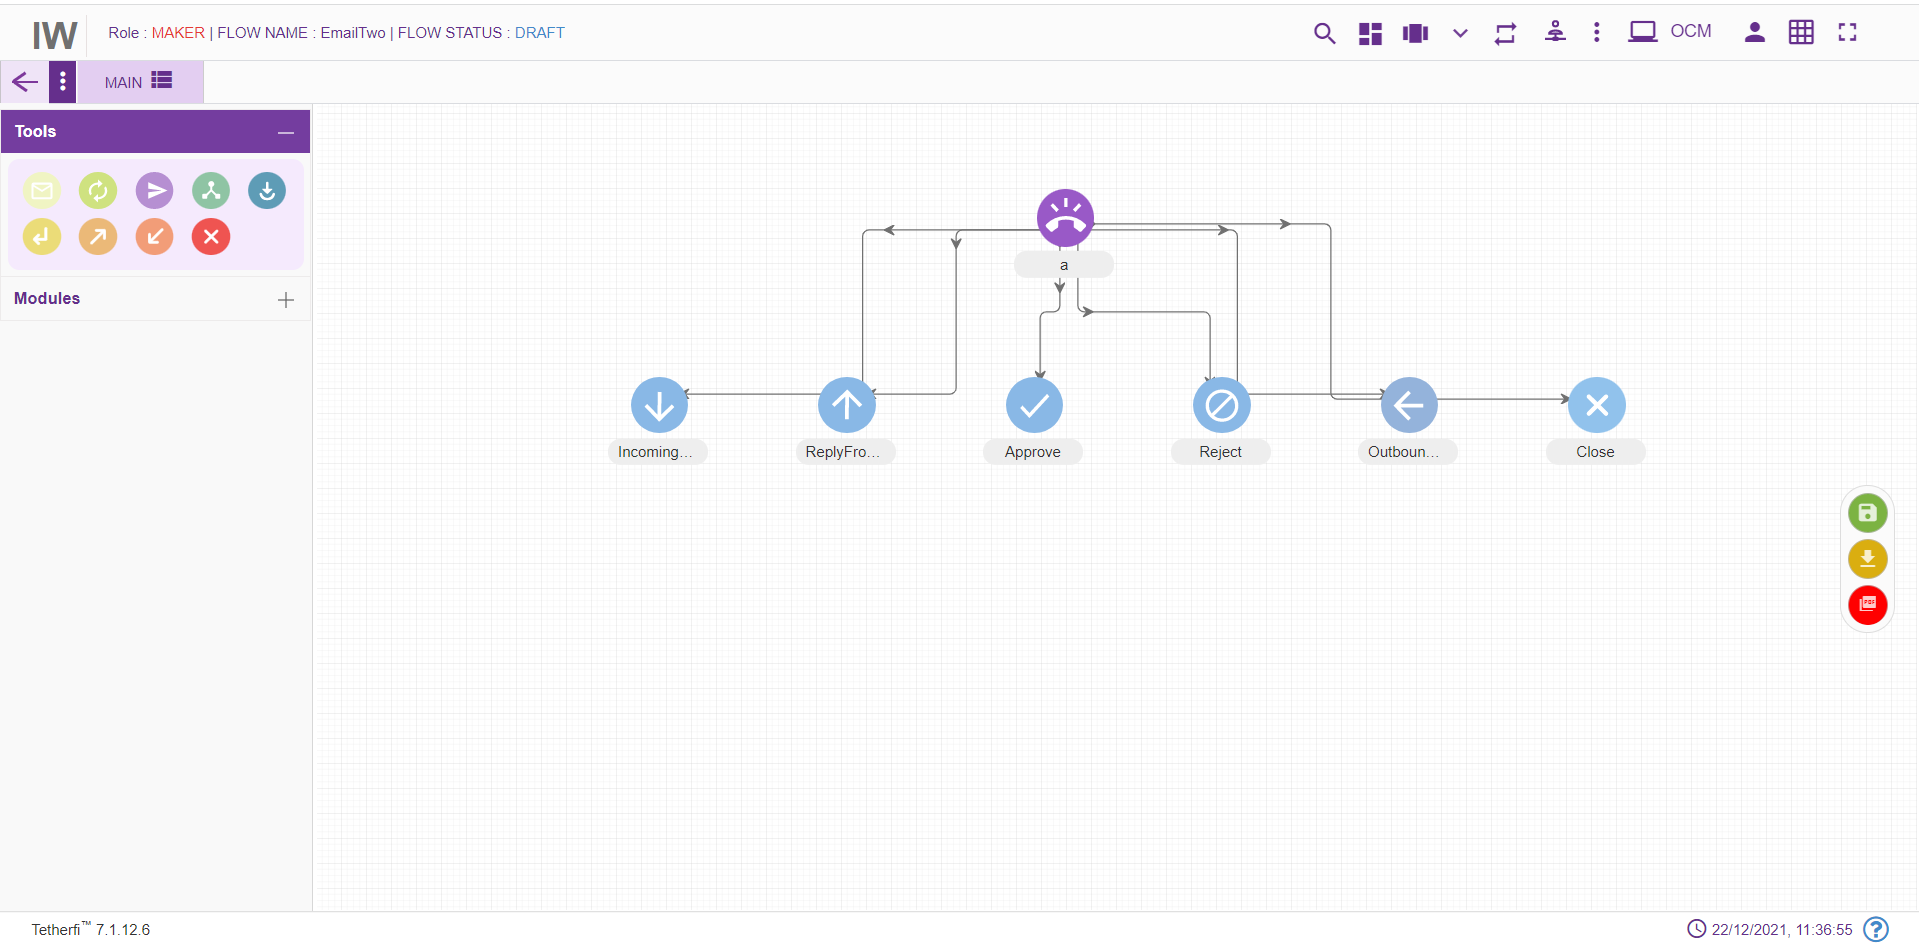 IW
Role : MAKER | FLOW NAME : EmailTwo | FLOW STATUS : DRAFT
OCM
MAIN
Tools
Modules
a
Incoming...
ReplyFro...
Approve
Reject
Outboun...
Close
PDF
Tetherfi™ 7.1.12.6
22/12/2021, 11:36:55
?